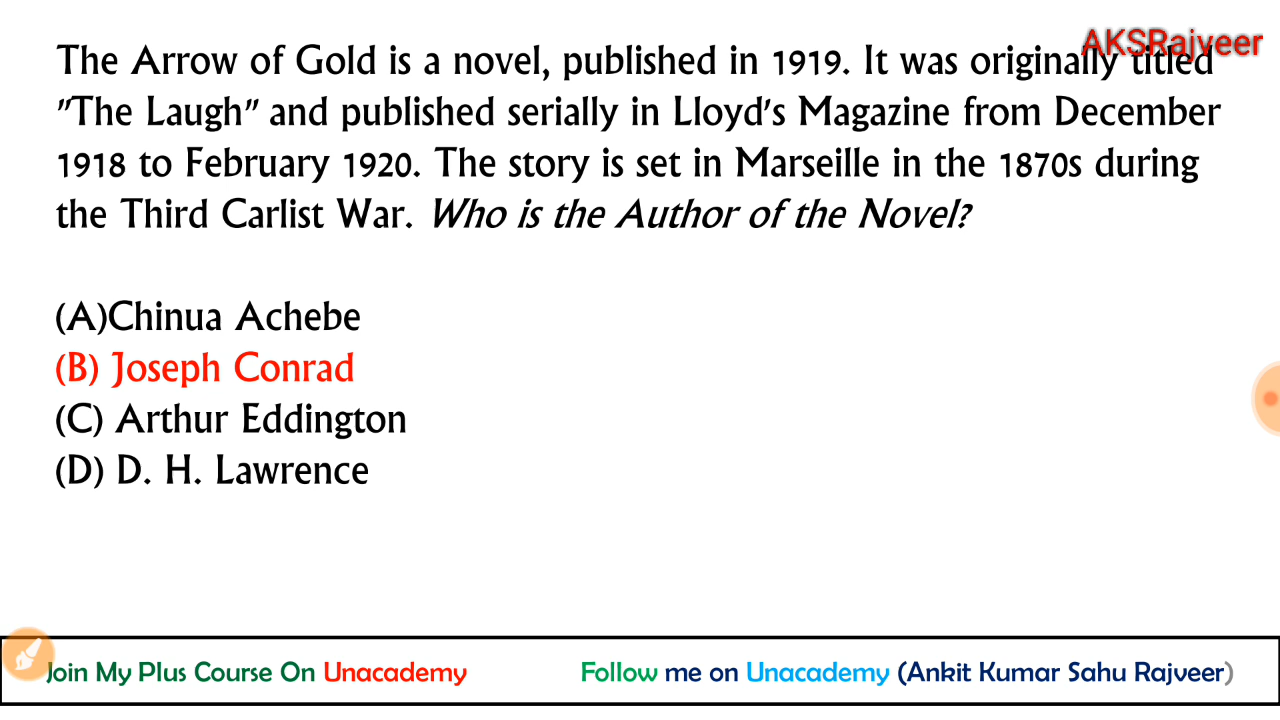 AKSRajveer
The Arrow of Gold is a novel, published in 1919. It was originally titled
"The Laugh" and published serially in Lloyd's Magazine from December
1918 to February 1920. The story is set in Marseille in the 1870s during
the Third Carlist War. Who is the Author of the Novel?
(A)Chinua Achebe
(B) Joseph Conrad
(C) Arthur Eddington
(D) D. H. Lawrence
Join My Plus Course On Unacademy
Follow me on Unacademy (Ankit Kumar Sahu Rajveer)